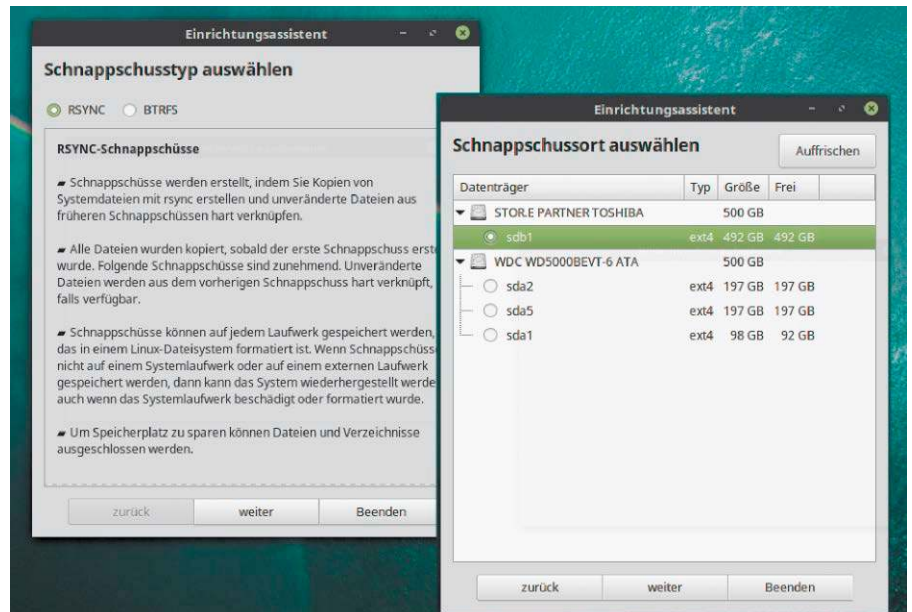 Einrichtungsassistent
Schnappschusstyp auswählen
RSYNC BTRFS
RSYNC-Schnappschüsse
Schnappschüsse werden erstellt, indem Sie Kopien von
Systemdateien mit rsync erstellen und unveränderte Dateien aus
früheren Schnappschüssen hart verknüpfen.
Alle Dateien wurden kopiert, sobald der erste Schnappschuss erste
wurde. Folgende Schnappschüsse sind zunehmend. Unveränderte
Dateien werden aus dem vorherigen Schnappschuss hart verknüpft,
falls verfügbar.
Schnappschüsse können auf jedem Laufwerk gespeichert werden,
das in einem Linux-Dateisystem formatiert ist. Wenn Schnappschüsse
nicht auf einem Systemlaufwerk oder auf einem externen Laufwerk
gespeichert werden, dann kann das System wiederhergestellt werde
auch wenn das Systemlaufwerk beschädigt oder formatiert wurde.
Um Speicherplatz zu sparen können Dateien und Verzeichnisse
ausgeschlossen werden.
zurück weiter Beenden
Einrichtungsassistent
Schnappschussort auswählen
Auffrischen
Datenträger Typ Größe Frei
STOR.E PARTNER TOSHIBA 500 GB
sdb1 ext4 492 GB 492 GB
WDC WD5000BEVT-6 ATA 500 GB
sda2 ext4 197 GB 197 GB
sda5 ext4 197 GB 197 GB
sda1 ext4 98 GB 92 GB
zurück weiter Beenden